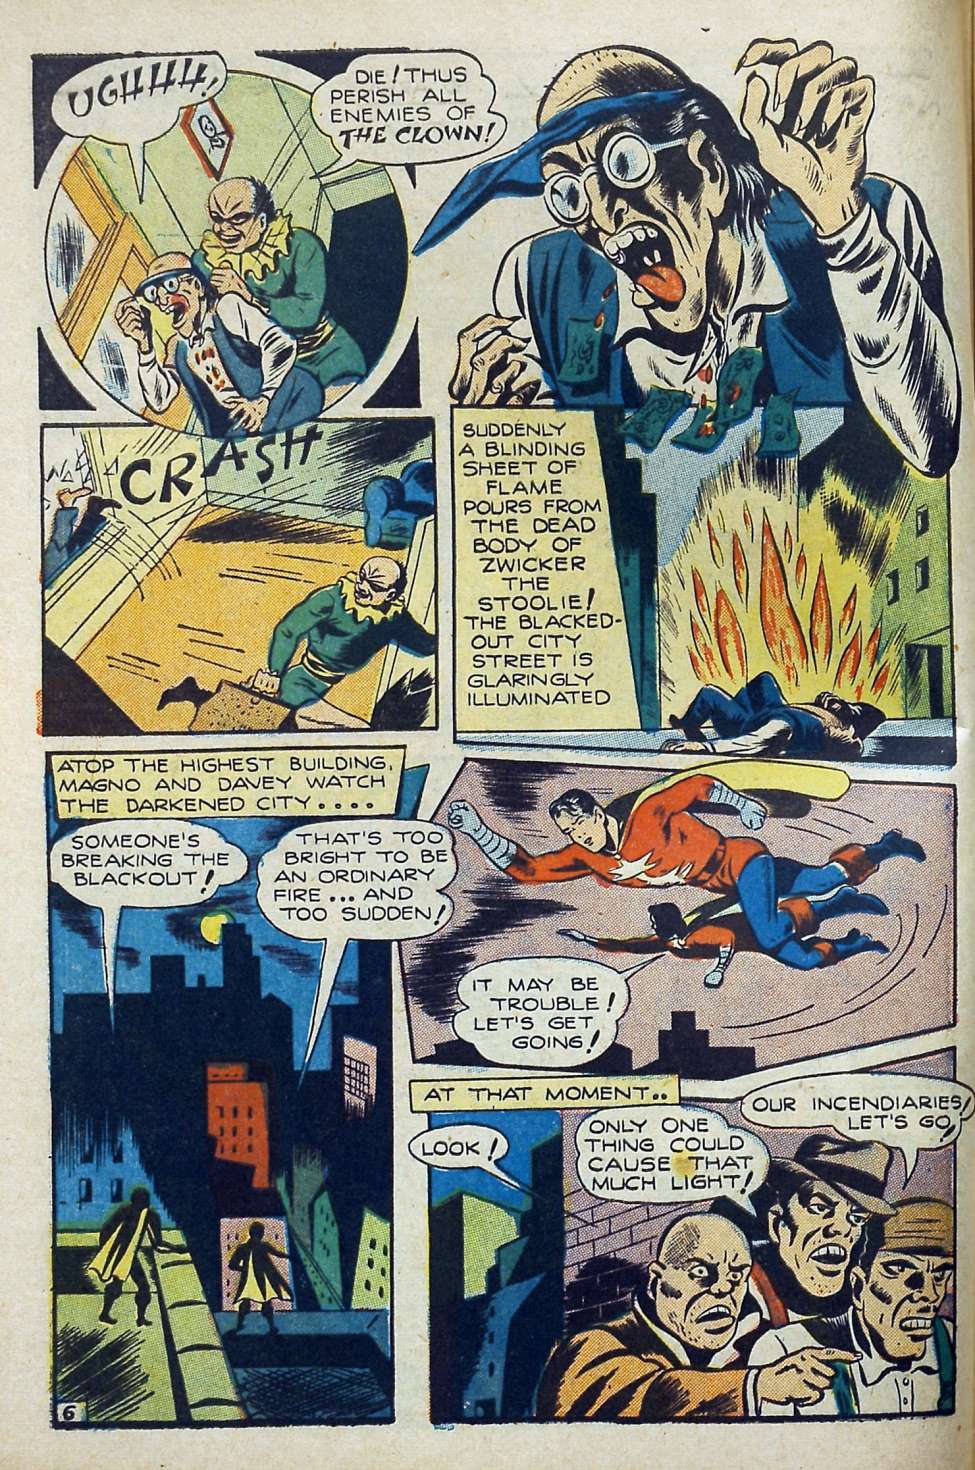 UGHHH!
DIE! THUS
PERISH ALL
ENEMIES OF
THE CLOWN!
CRASH
SUDDENLY
A BLINDING
SHEET OF
FLAME
POURS FROM
THE DEAD
BODY OF
ZWICKER
THE
STOOLIE!
THE BLACKED-
OUT CITY
STREET IS
GLARINGLY
ILLUMINATED
ATOP THE HIGHEST BUILDING,
MAGNO AND DAVEY WATCH
THE DARKENED CITY....
SOMEONE'S
BREAKING THE
BLACKOUT!
THAT'S TOO
BRIGHT TO BE
AN ORDINARY
FIRE... AND
TOO SUDDEN!
IT MAY BE
TROUBLE!
LET'S GET
GOING!
AT THAT MOMENT..
LOOK!
ONLY ONE
THING COULD
CAUSE THAT
MUCH LIGHT!
OUR INCENDIARIES!
LET'S GO!
6